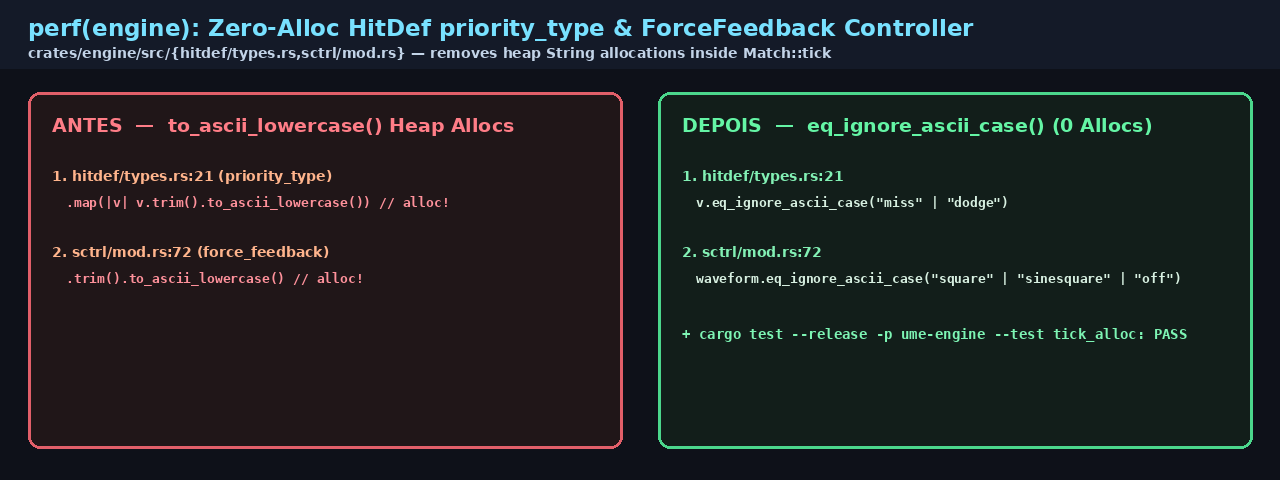 perf(engine): Zero-Alloc HitDef priority_type & ForceFeedback Controller
crates/engine/src/{hitdef/types.rs,sctrl/mod.rs} — removes heap String allocations inside Match::tick
ANTES — to_ascii_lowercase() Heap Allocs
1. hitdef/types.rs:21 (priority_type)
.map(|v| v.trim().to_ascii_lowercase()) // alloc!
2. sctrl/mod.rs:72 (force_feedback)
.trim().to_ascii_lowercase() // alloc!
DEPOIS — eq_ignore_ascii_case() (0 Allocs)
1. hitdef/types.rs:21
v.eq_ignore_ascii_case("miss" | "dodge")
2. sctrl/mod.rs:72
waveform.eq_ignore_ascii_case("square" | "sinesquare" | "off")
+ cargo test --release -p ume-engine --test tick_alloc: PASS